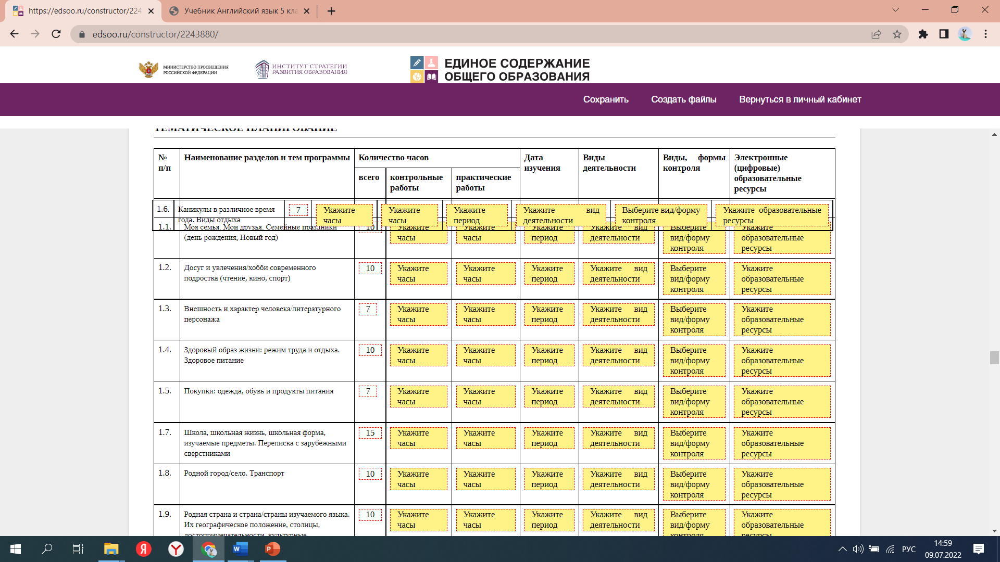 https://edsoo.ru/constructor/224
Учебник Английский язык 5 кла
edsoo.ru/constructor/2243880/
МИНИСТЕРСТВО ПРОСВЕЩЕНИЯ
РОССИЙСКОЙ ФЕДЕРАЦИИ
ИНСТИТУТ СТРАТЕГИИ
РАЗВИТИЯ ОБРАЗОВАНИЯ
ЕДИНОЕ СОДЕРЖАНИЕ
ОБЩЕГО ОБРАЗОВАНИЯ
Сохранить
Создать файлы
Вернуться в личный кабинет
ТЕМАТИЧЕСКОЕ ПЛАНИРОВАНИЕ
№ п/п
Наименование разделов и тем программы
Количество часов
Дата изучения
Виды деятельности
Виды, формы контроля
Электронные (цифровые) образовательные ресурсы
всего
контрольные работы
практические работы
1.6.
Каникулы в различное время
года. Виды отдыха
7
Укажите часы
Укажите часы
Укажите период
Укажите вид деятельности
Выберите вид/форму контроля
Укажите образовательные ресурсы
1.1.
Моя семья. Мои друзья. Семейные праздники
(день рождения, Новый год)
10
Укажите часы
Укажите часы
Укажите период
Укажите вид деятельности
Выберите вид/форму контроля
Укажите образовательные ресурсы
1.2.
Досуг и увлечения/хобби современного
подростка (чтение, кино, спорт)
10
Укажите часы
Укажите часы
Укажите период
Укажите вид деятельности
Выберите вид/форму контроля
Укажите образовательные ресурсы
1.3.
Внешность и характер человека/литературного
персонажа
7
Укажите часы
Укажите часы
Укажите период
Укажите вид деятельности
Выберите вид/форму контроля
Укажите образовательные ресурсы
1.4.
Здоровый образ жизни: режим труда и отдыха.
Здоровое питание
10
Укажите часы
Укажите часы
Укажите период
Укажите вид деятельности
Выберите вид/форму контроля
Укажите образовательные ресурсы
1.5.
Покупки: одежда, обувь и продукты питания
7
Укажите часы
Укажите часы
Укажите период
Укажите вид деятельности
Выберите вид/форму контроля
Укажите образовательные ресурсы
1.7.
Школа, школьная жизнь, школьная форма,
изучаемые предметы. Переписка с зарубежными
сверстниками
15
Укажите часы
Укажите часы
Укажите период
Укажите вид деятельности
Выберите вид/форму контроля
Укажите образовательные ресурсы
1.8.
Родной город/село. Транспорт
10
Укажите часы
Укажите часы
Укажите период
Укажите вид деятельности
Выберите вид/форму контроля
Укажите образовательные ресурсы
1.9.
Родная страна и страна/страны изучаемого языка.
Их географическое положение, столицы,
достопримечательности, культурные
10
Укажите часы
Укажите часы
Укажите период
Укажите вид деятельности
Выберите вид/форму контроля
Укажите образовательные ресурсы
РУС
14:59
09.07.2022